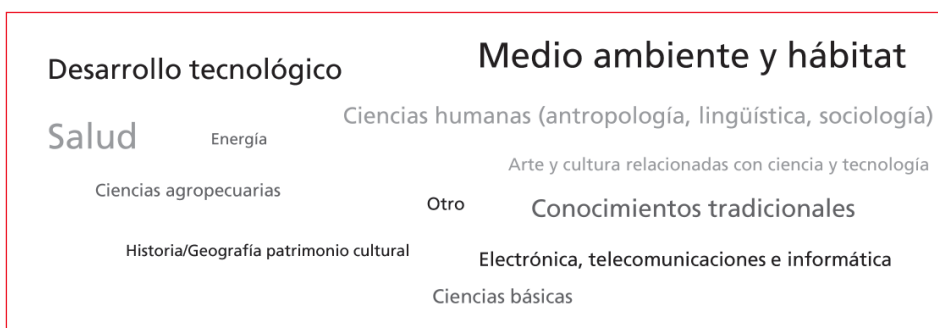 Medio ambiente y hábitat
Desarrollo tecnológico
Ciencias humanas (antropología, lingüística, sociología)
Salud
Energía
Arte y cultura relacionadas con ciencia y tecnología
Ciencias agropecuarias
Otro
Conocimientos tradicionales
Historia/Geografía patrimonio cultural
Electrónica, telecomunicaciones e informática
Ciencias básicas